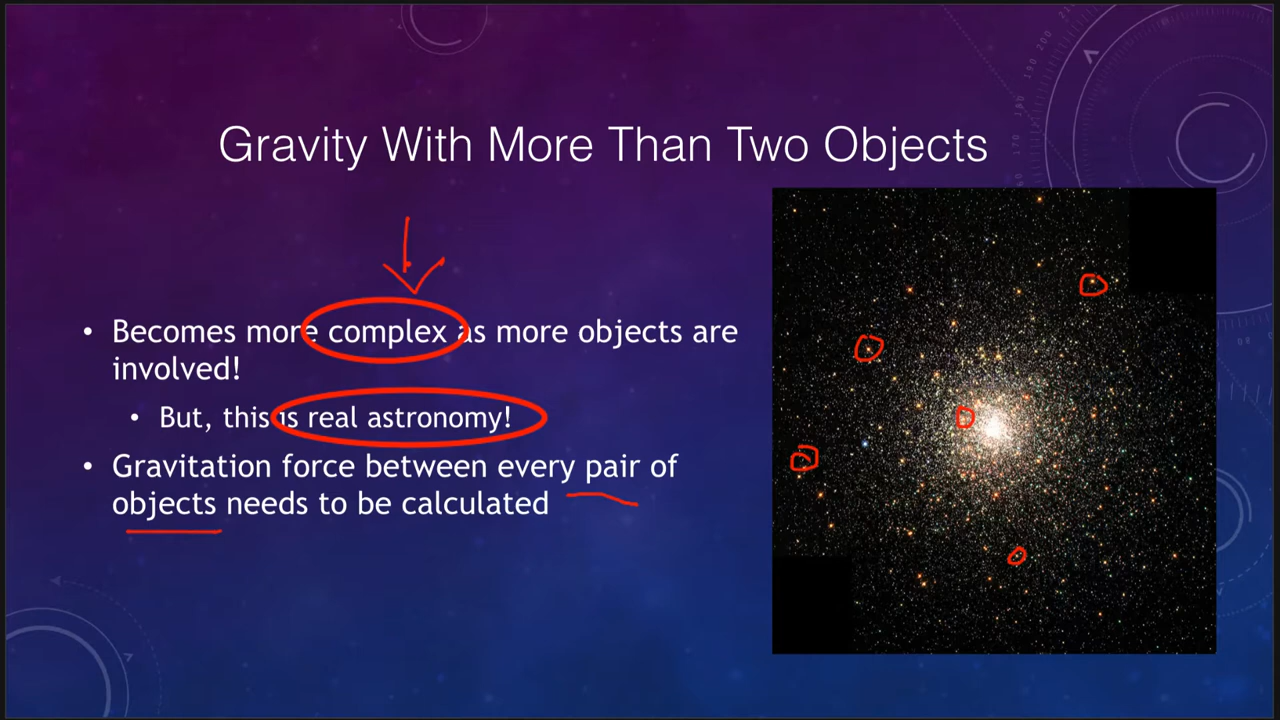 Gravity With More Than Two Objects
• Becomes more complex as more objects are
involved!
• But, this is real astronomy!
• Gravitation force between every pair of
objects needs to be calculated